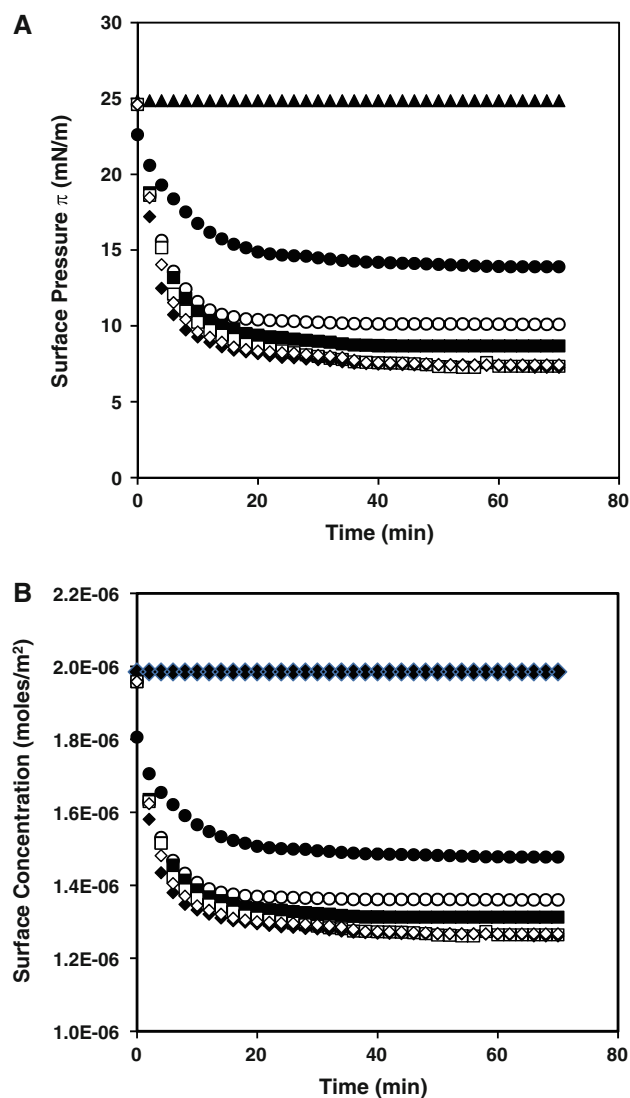 A
Surface Pressure π (mN/m)
30
25
20
15
10
5
0
0 20 40 60 80
Time (min)
B
Surface Concentration (moles/m²)
2.2E-06
2.0E-06
1.8E-06
1.6E-06
1.4E-06
1.2E-06
1.0E-06
0 20 40 60 80
Time (min)